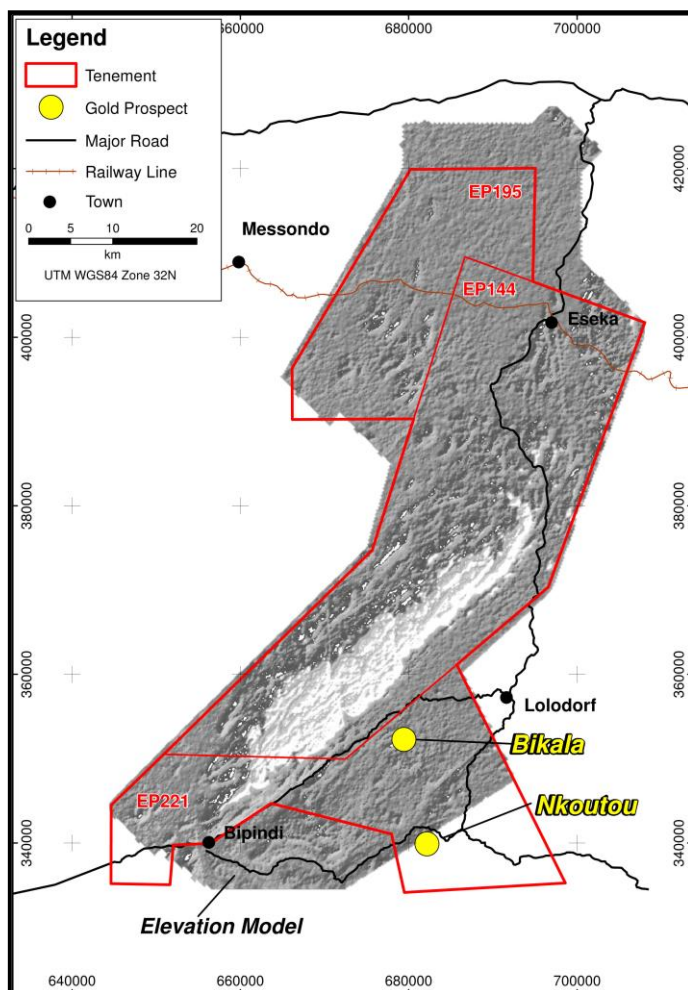 Legend
Tenement
Gold Prospect
Major Road
Railway Line
Town
0 10 20
km
UTM WGS84 Zone 32N
660000 680000 700000
420000
420000
EP195
Messondo
EP144
Eseka
400000
400000
380000
380000
360000
360000
Lolodorf
Bikala
EP221
Nkoutou
340000
340000
Bipindi
Elevation Model
640000 660000 680000 700000